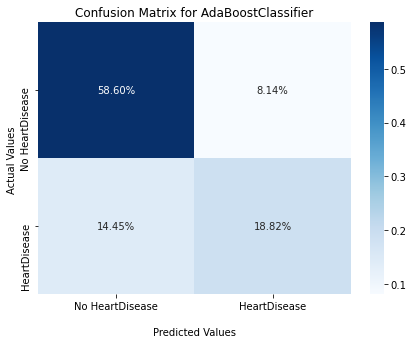 Confusion Matrix for AdaBoostClassifier
Actual Values
No HeartDisease
HeartDisease
58.60%
8.14%
14.45%
18.82%
No HeartDisease
HeartDisease
Predicted Values
0.5
0.4
0.3
0.2
0.1